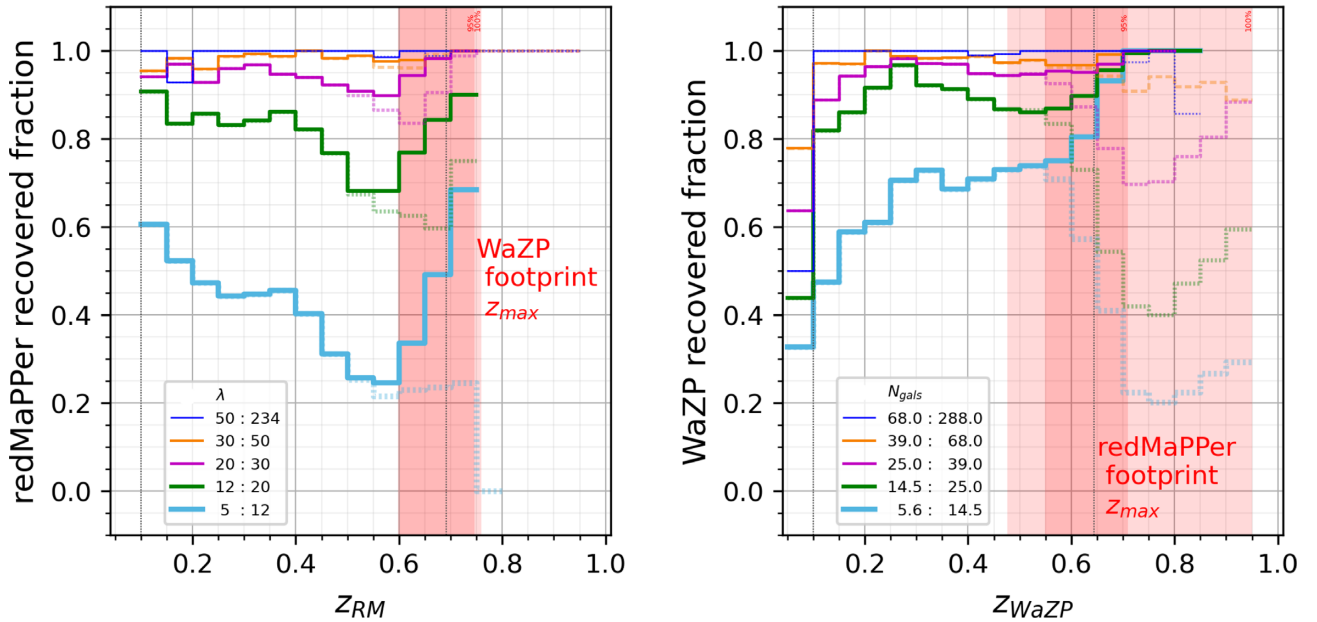 redMaPPer recovered fraction
1.0
0.8
0.6
0.4
0.2
0.0
95%
100%
WaZP
footprint
z_max
λ
50 : 234
30 : 50
20 : 30
12 : 20
5 : 12
0.2 0.4 0.6 0.8 1.0
z_RM
WaZP recovered fraction
1.0
0.8
0.6
0.4
0.2
0.0
95%
100%
redMaPPer
footprint
z_max
N_gals
68.0 : 288.0
39.0 : 68.0
25.0 : 39.0
14.5 : 25.0
5.6 : 14.5
0.2 0.4 0.6 0.8 1.0
z_WaZP